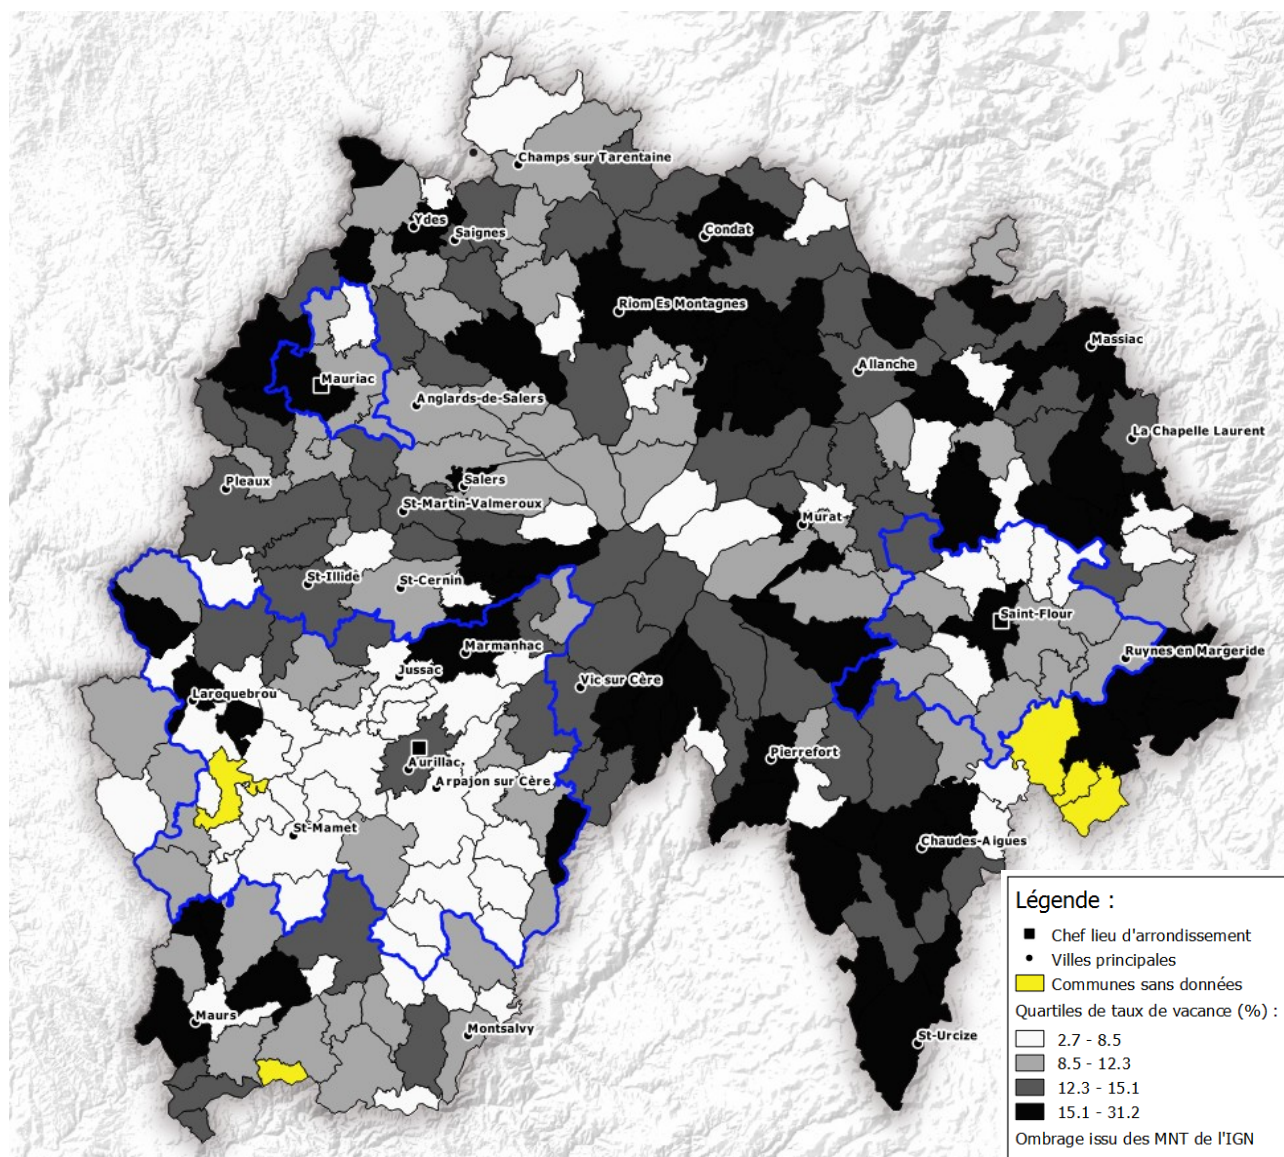 Champs sur Tarentaine
Ydes
Saignes
Condat
Riom Es Montagnes
Massiac
Allanche
Mauriac
Anglards-de-Salers
La Chapelle Laurent
Pleaux
Salers
St-Martin-Valmeroux
Murat
St-Illide
St-Cernin
Saint-Flour
Marmanhac
Ruynes en Margeride
Jussac
Vic sur Cère
Laroquebrou
Pierrefort
Aurillac
Arpajon sur Cère
St-Mamet
Chaudes-Aigues
Maurs
Montsalvy
St-Urcize
Légende :
Chef lieu d'arrondissement
Villes principales
Communes sans données
Quartiles de taux de vacance (%) :
2.7 - 8.5
8.5 - 12.3
12.3 - 15.1
15.1 - 31.2
Ombrage issu des MNT de l'IGN